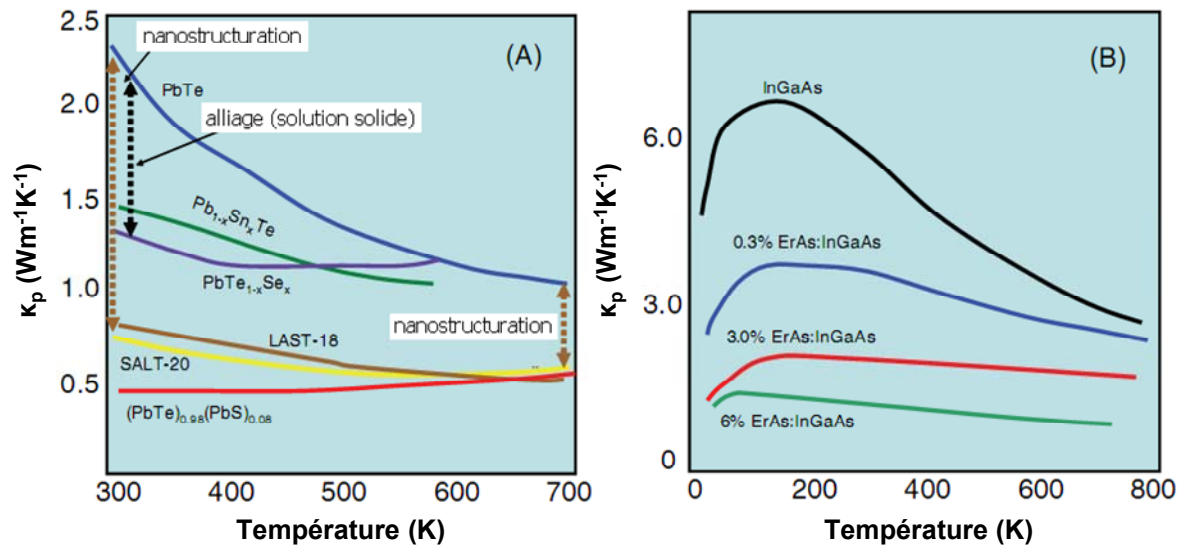 2.5
2.0
1.5
1.0
0.5
κp (Wm⁻¹K⁻¹)
nanostructuration
(A)
PbTe
alliage (solution solide)
Pb₁₋ₓSnₓTe
PbTe₁₋ₓSeₓ
nanostructuration
LAST-18
SALT-20
(PbTe)₀.₉₈(PbS)₀.₀₈
300
400
500
600
700
Température (K)
6.0
3.0
0
κp (Wm⁻¹K⁻¹)
(B)
InGaAs
0.3% ErAs:InGaAs
3.0% ErAs:InGaAs
6% ErAs:InGaAs
0
200
400
600
800
Température (K)